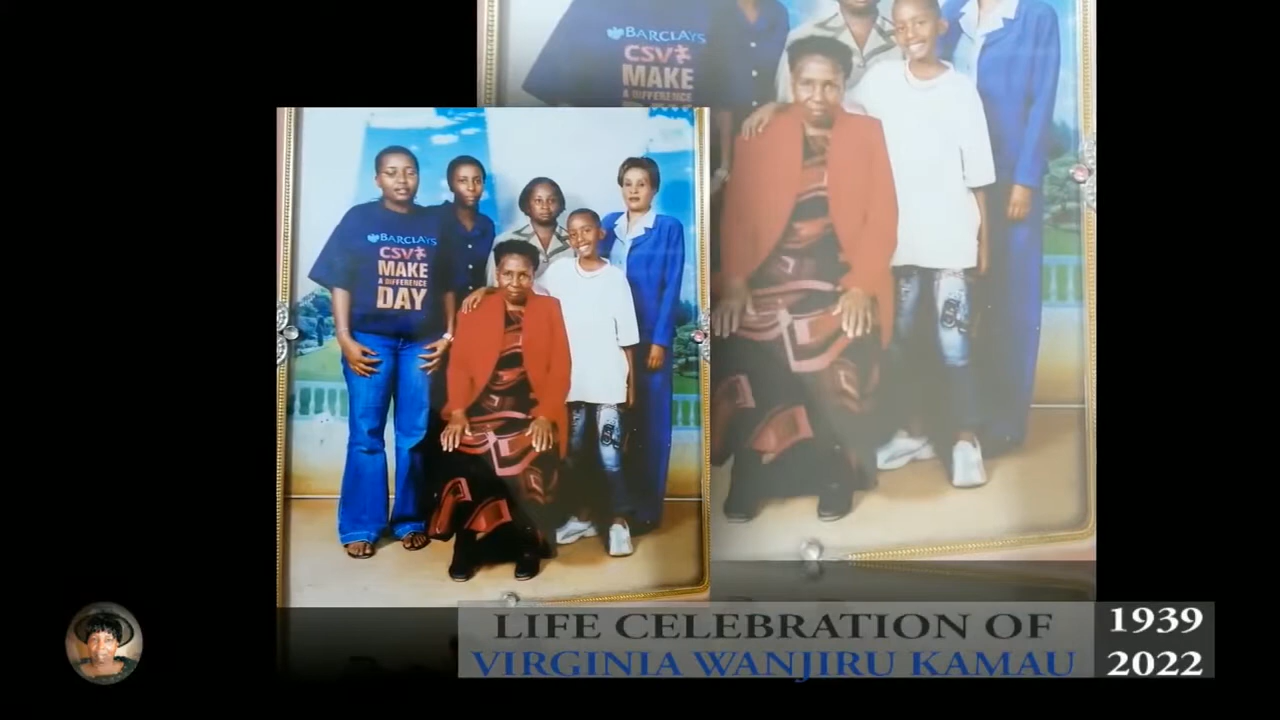 BARCLAYS
CSV
MAKE
A DIFFERENCE
BARCLAYS
CSV
MAKE
A DIFFERENCE
DAY
LIFE CELEBRATION OF
VIRGINIA WANJIRU KAMAU
1939
2022